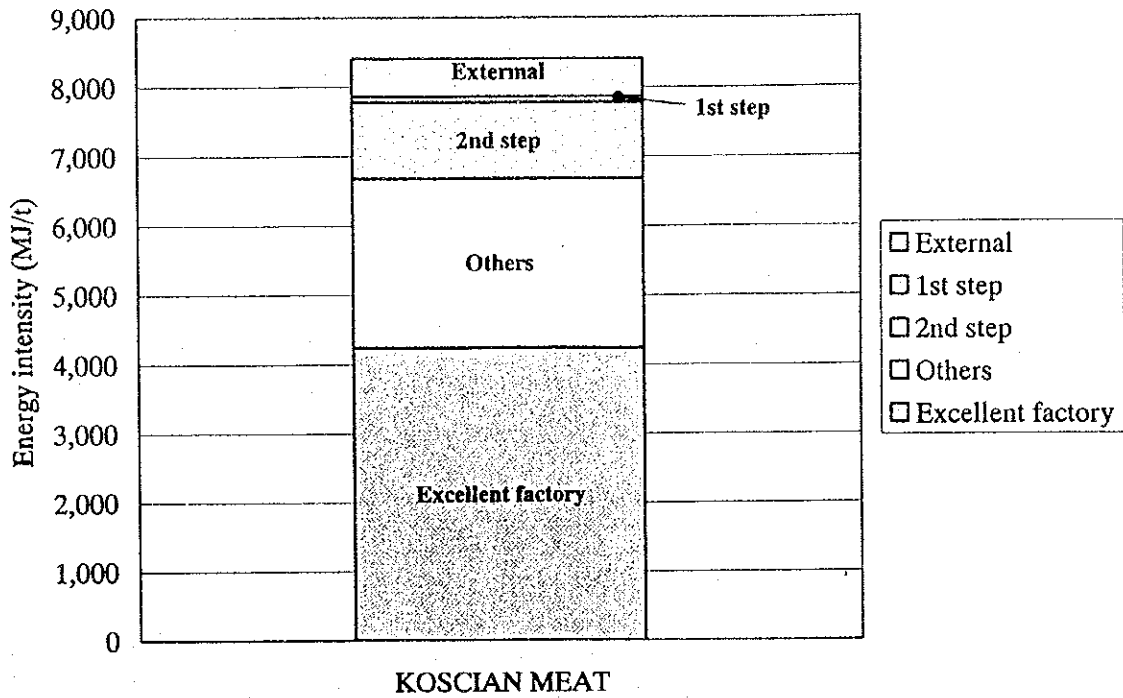 9,000
8,000
7,000
6,000
5,000
4,000
3,000
2,000
1,000
0
Energy intensity (MJ/t)
External
1st step
2nd step
Others
Excellent factory
KOSCIAN MEAT
External
1st step
2nd step
Others
Excellent factory